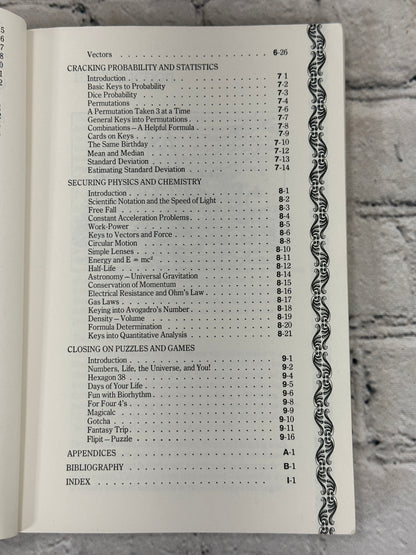 5
6
7
8
0
1
2
Vectors . . . 6-26
CRACKING PROBABILITY AND STATISTICS
Introduction . . . 7 1
Basic Keys to Probability . . . 7-2
Dice Probability . . . 7-3
Permutations . . . 7-4
A Permutation Taken 3 at a Time . . . 7-6
General Keys into Permutations . . . 7-7
Combinations—A Helpful Formula . . . 7-8
Cards on Keys . . . 7-9
The Same Birthday . . . 7-10
Mean and Median . . . 7-12
Standard Deviation . . . 7-13
Estimating Standard Deviation . . . 7-14
SECURING PHYSICS AND CHEMISTRY
Introduction . . . 8-1
Scientific Notation and the Speed of Light . . . 8-2
Free Fall . . . 8-3
Constant Acceleration Problems . . . 8-4
Work-Power . . . 8-5
Keys to Vectors and Force . . . 8-6
Circular Motion . . . 8-8
Simple Lenses . . . 8-10
Energy and E = mc² . . . 8-11
Half-Life . . . 8-12
Astronomy—Universal Gravitation . . . 8-14
Conservation of Momentum . . . 8-15
Electrical Resistance and Ohm's Law . . . 8-16
Gas Laws . . . 8-17
Keying into Avogadro's Number . . . 8-18
Density—Volume . . . 8-19
Formula Determination . . . 8-20
Keys into Quantitative Analysis . . . 8-21
CLOSING ON PUZZLES AND GAMES
Introduction . . . 9-1
Numbers, Life, the Universe, and You! . . . 9-2
Hexagon 38 . . . 9-4
Days of Your Life . . . 9-5
Fun with Biorhythm . . . 9-6
For Four 4's . . . 9-8
Magicalc . . . 9-9
Gotcha . . . 9-10
Fantasy Trip . . . 9-11
Flipit—Puzzle . . . 9-16
APPENDICES . . . A-1
BIBLIOGRAPHY . . . B-1
INDEX . . . I-1